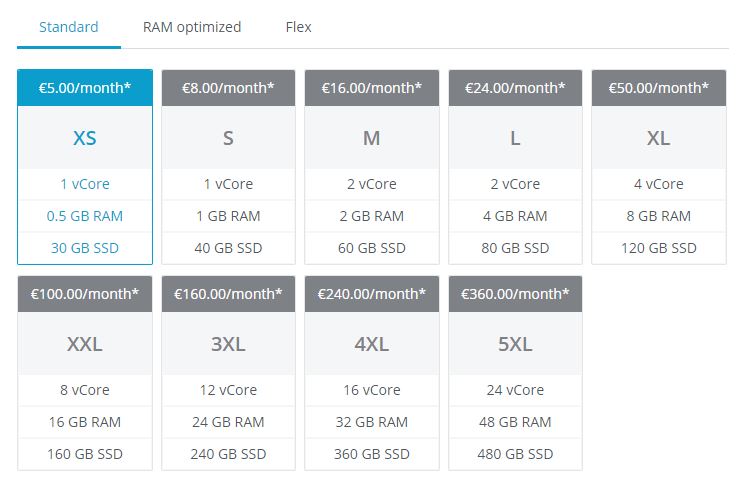 Standard RAM optimized Flex
€5.00/month* €8.00/month* €16.00/month* €24.00/month* €50.00/month*
XS S M L XL
1 vCore 1 vCore 2 vCore 2 vCore 4 vCore
0.5 GB RAM 1 GB RAM 2 GB RAM 4 GB RAM 8 GB RAM
30 GB SSD 40 GB SSD 60 GB SSD 80 GB SSD 120 GB SSD
€100.00/month* €160.00/month* €240.00/month* €360.00/month*
XXL 3XL 4XL 5XL
8 vCore 12 vCore 16 vCore 24 vCore
16 GB RAM 24 GB RAM 32 GB RAM 48 GB RAM
160 GB SSD 240 GB SSD 360 GB SSD 480 GB SSD